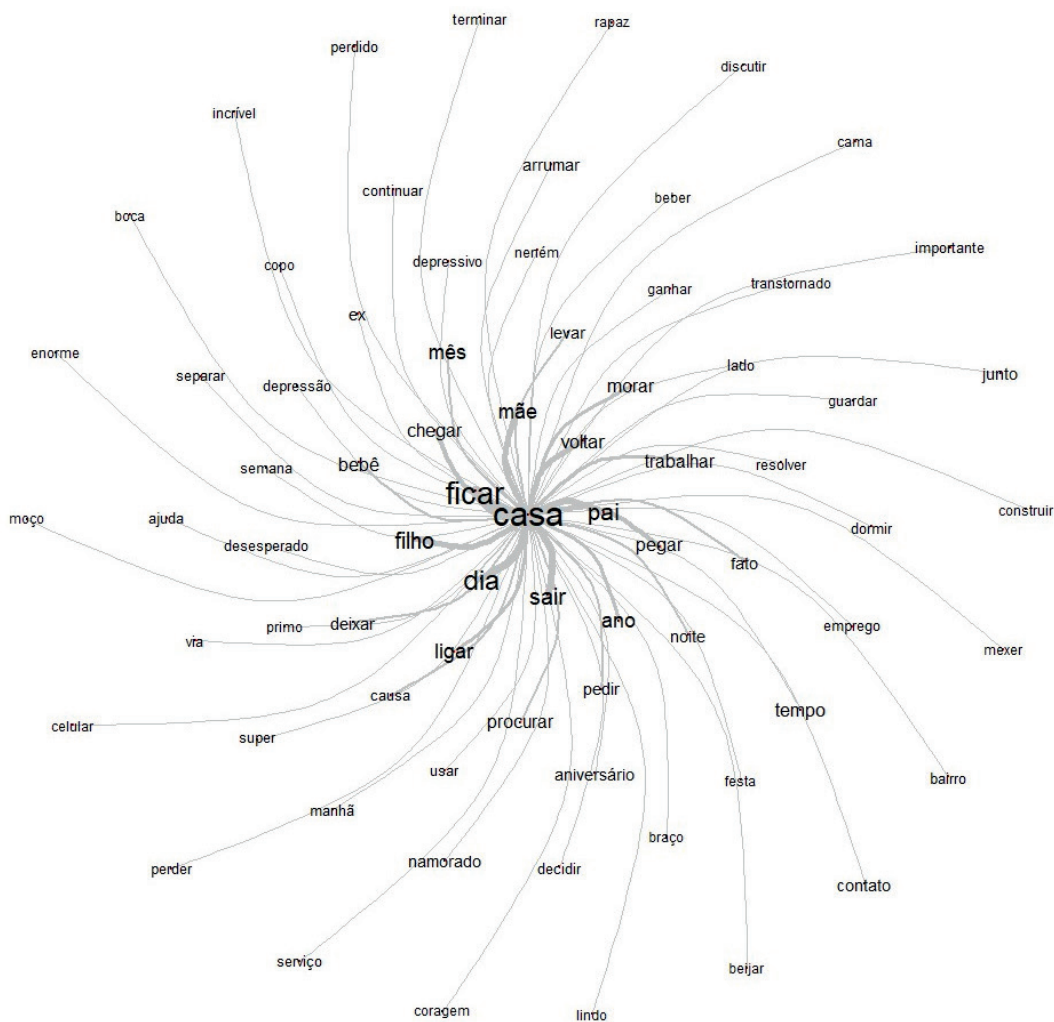 terminar
rapaz
perdido
discutir
incrível
cama
arrumar
continuar
beber
boca
importante
neném
depressivo
copo
transtornado
ganhar
ex
levar
enorme
mês
lado
junto
separar
depressão
morar
guardar
mãe
chegar
voltar
bebê
trabalhar
resolver
semana
ficar
casa
pai
construir
moço
ajuda
dormir
filho
desesperado
pegar
fato
dia
sair
ano
primo
deixar
emprego
via
noite
mexer
ligar
causa
pedir
tempo
celular
super
procurar
usar
aniversário
festa
bairro
manhã
braço
perder
namorado
decidir
contato
serviço
beijar
coragem
lindo